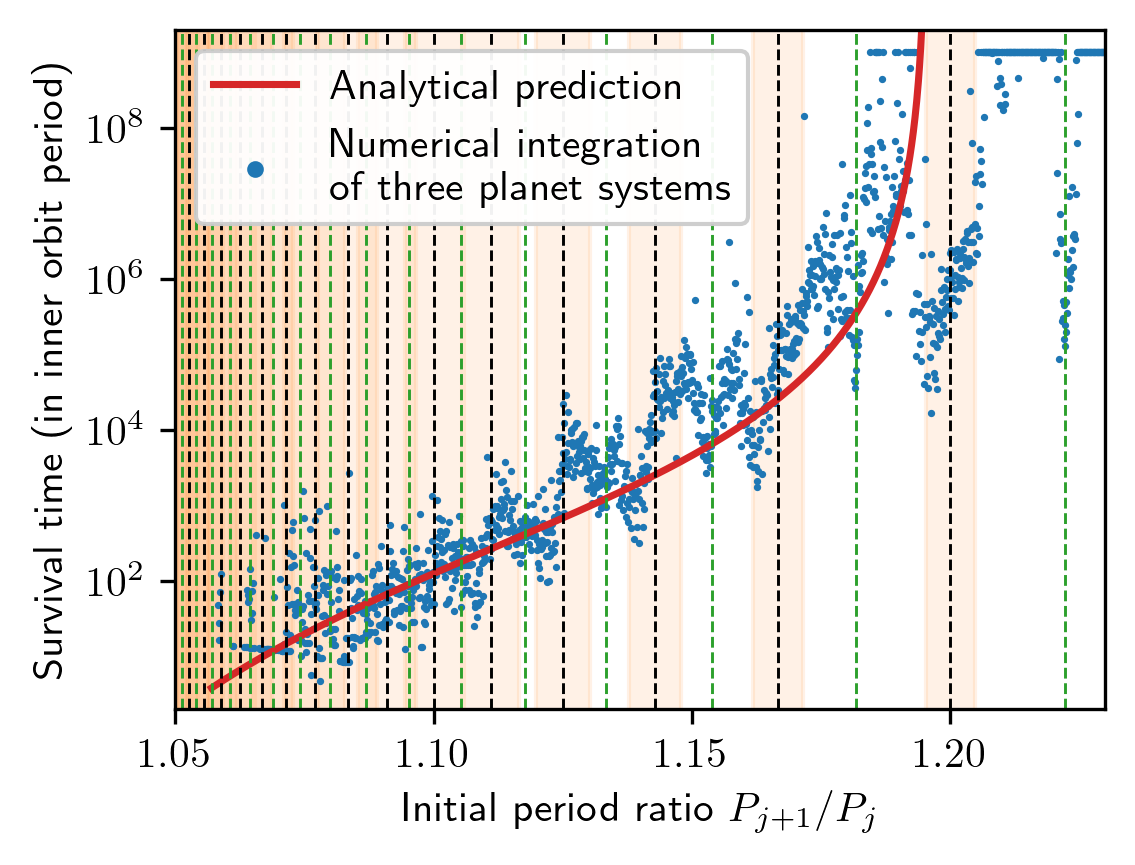 Analytical prediction
Numerical integration
of three planet systems
Survival time (in inner orbit period)
10^8
10^6
10^4
10^2
1.05 1.10 1.15 1.20
Initial period ratio P_{j+1}/P_j